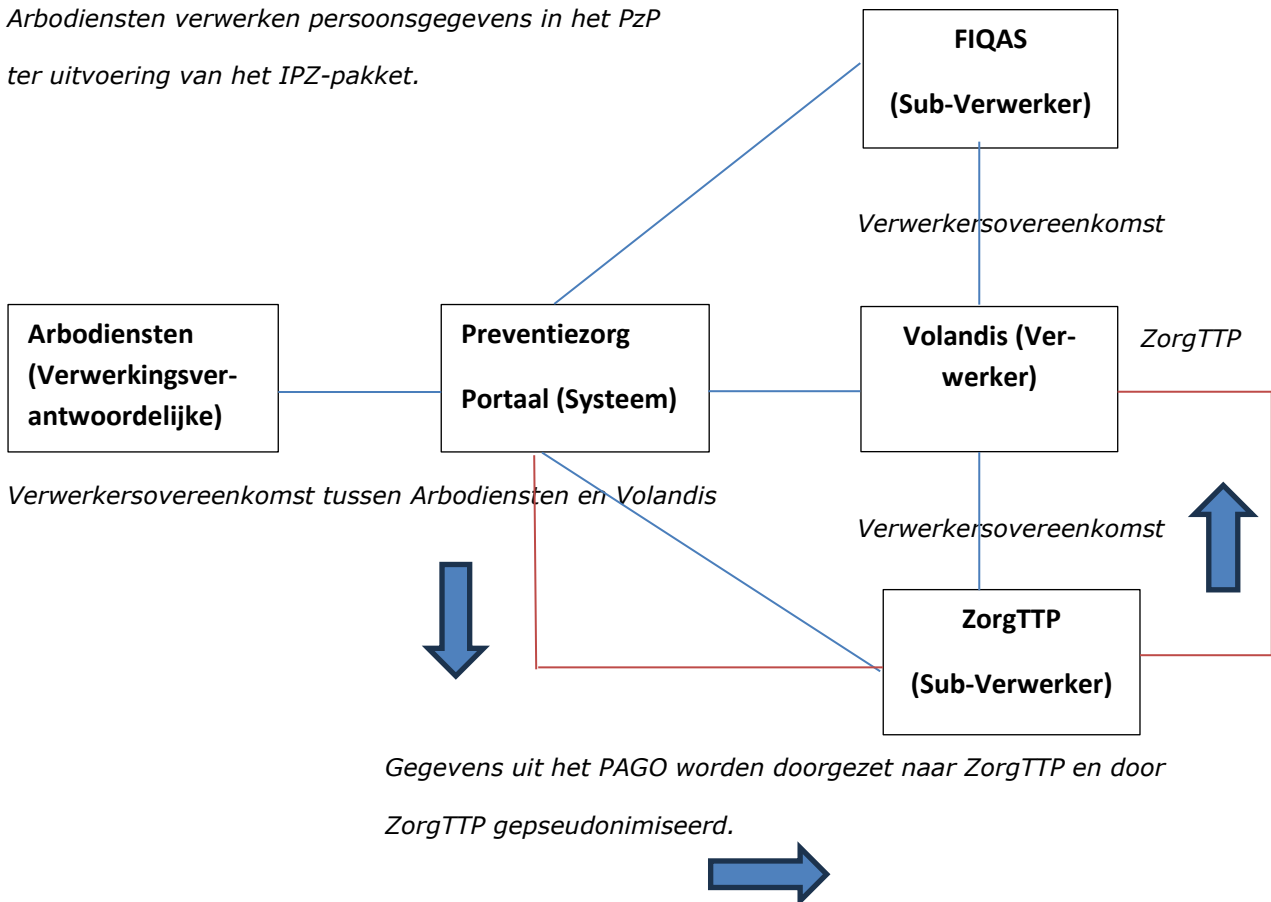 Arbodiensten verwerken persoonsgegevens in het PzP
ter uitvoering van het IPZ-pakket.
FIQAS
(Sub-Verwerker)
Verwerkersovereenkomst
Arbodiensten
(Verwerkingsver-
antwoordelijke)
Preventiezorg
Portaal (Systeem)
Volandis (Ver-
werker)
ZorgTTP
Verwerkersovereenkomst tussen Arbodiensten en Volandis
Verwerkersovereenkomst
ZorgTTP
(Sub-Verwerker)
Gegevens uit het PAGO worden doorgezet naar ZorgTTP en door
ZorgTTP gepseudonimiseerd.